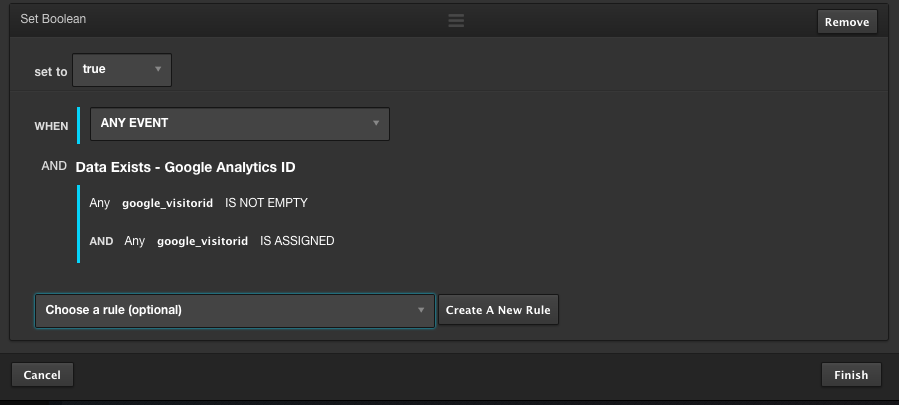 Set Boolean
Remove
set to true
WHEN ANY EVENT
AND Data Exists - Google Analytics ID
Any google_visitorid IS NOT EMPTY
AND Any google_visitorid IS ASSIGNED
Choose a rule (optional) Create A New Rule
Cancel
Finish